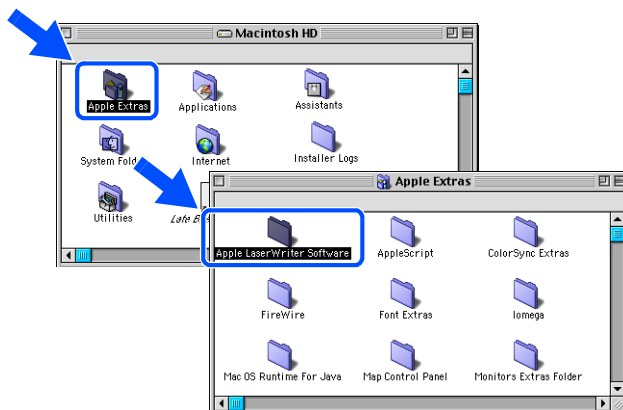 Macintosh HD
Apple Extras
Applications
Assistants
System Fold
Internet
Installer Logs
Utilities
Late B
Apple Extras
Apple LaserWriter Software
AppleScript
ColorSync Extras
FireWire
Font Extras
Iomega
Mac OS Runtime For Java
Map Control Panel
Monitors Extras Folder